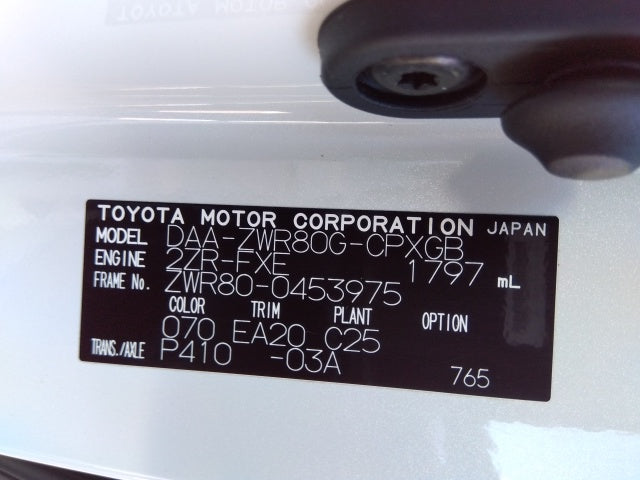 TOYOTA MOTOR CORPORATION JAPAN
MODEL DAA-ZWR80G-CPXGB
ENGINE 2ZR-FXE 1797 mL
FRAME No. ZWR80-0453975
COLOR TRIM PLANT OPTION
070 EA20 C25
TRANS./AXLE P410 -03A
765